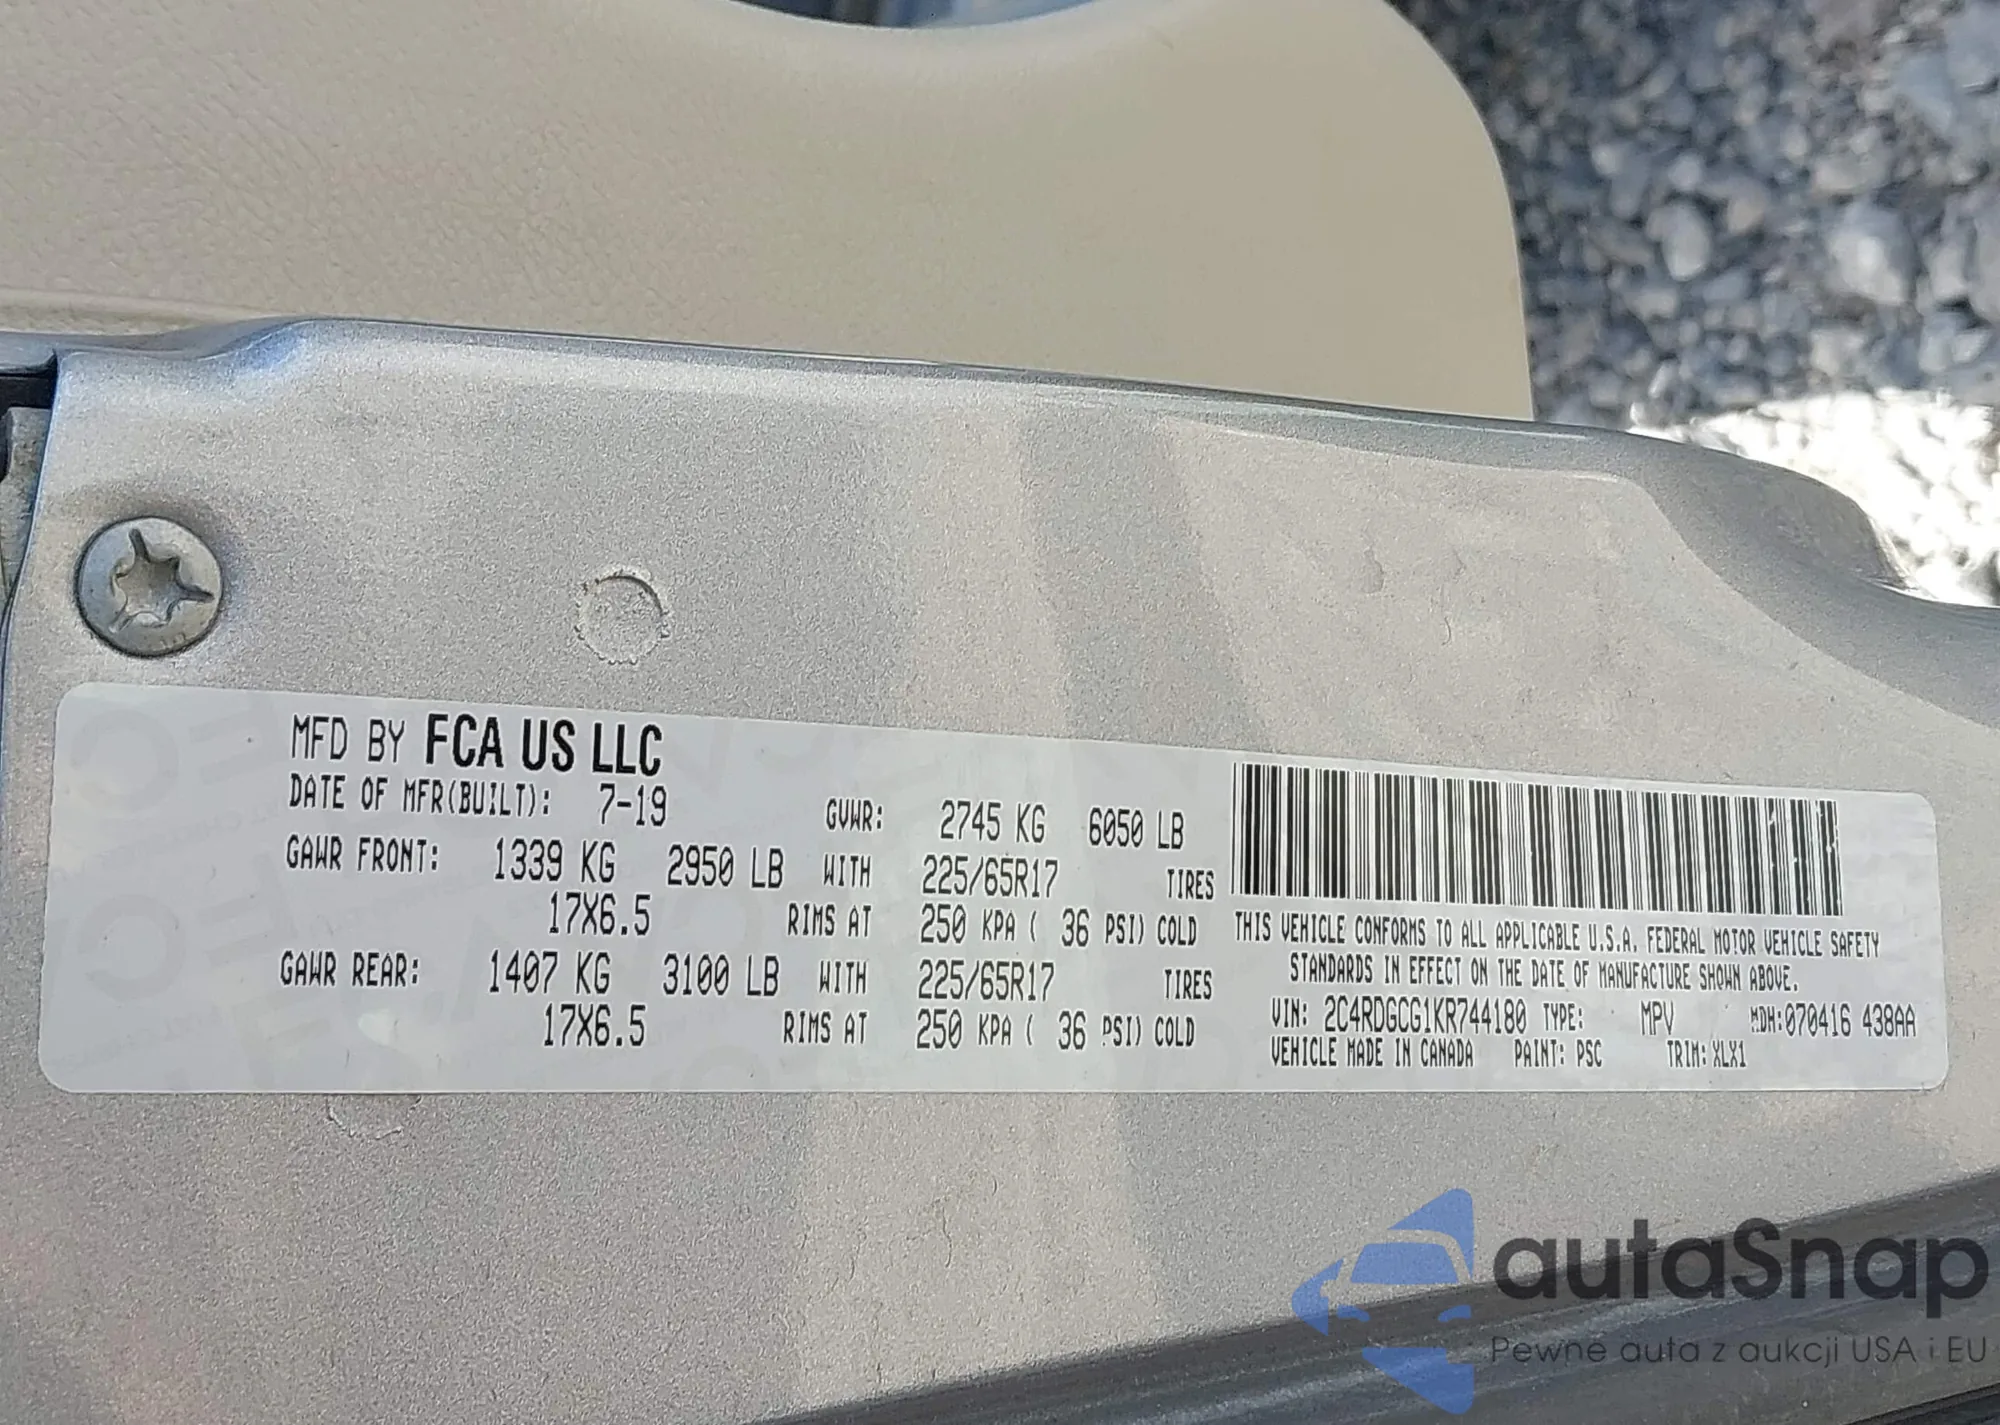 MFD BY FCA US LLC
DATE OF MFR(BUILT): 7-19 GVWR: 2745 KG 6050 LB
GAWR FRONT: 1339 KG 2950 LB WITH 225/65R17 TIRES
17X6.5 RIMS AT 250 KPA ( 36 PSI) COLD
GAWR REAR: 1407 KG 3100 LB WITH 225/65R17 TIRES
17X6.5 RIMS AT 250 KPA ( 36 PSI) COLD
THIS VEHICLE CONFORMS TO ALL APPLICABLE U.S.A. FEDERAL MOTOR VEHICLE SAFETY
STANDARDS IN EFFECT ON THE DATE OF MANUFACTURE SHOWN ABOVE.
VIN: 2C4RDGCG1KR744180 TYPE: MPV MDH:070416 438AA
VEHICLE MADE IN CANADA PAINT: PSC TRIM: XLX1
autaSnap
Pewne auta z aukcji USA i EU